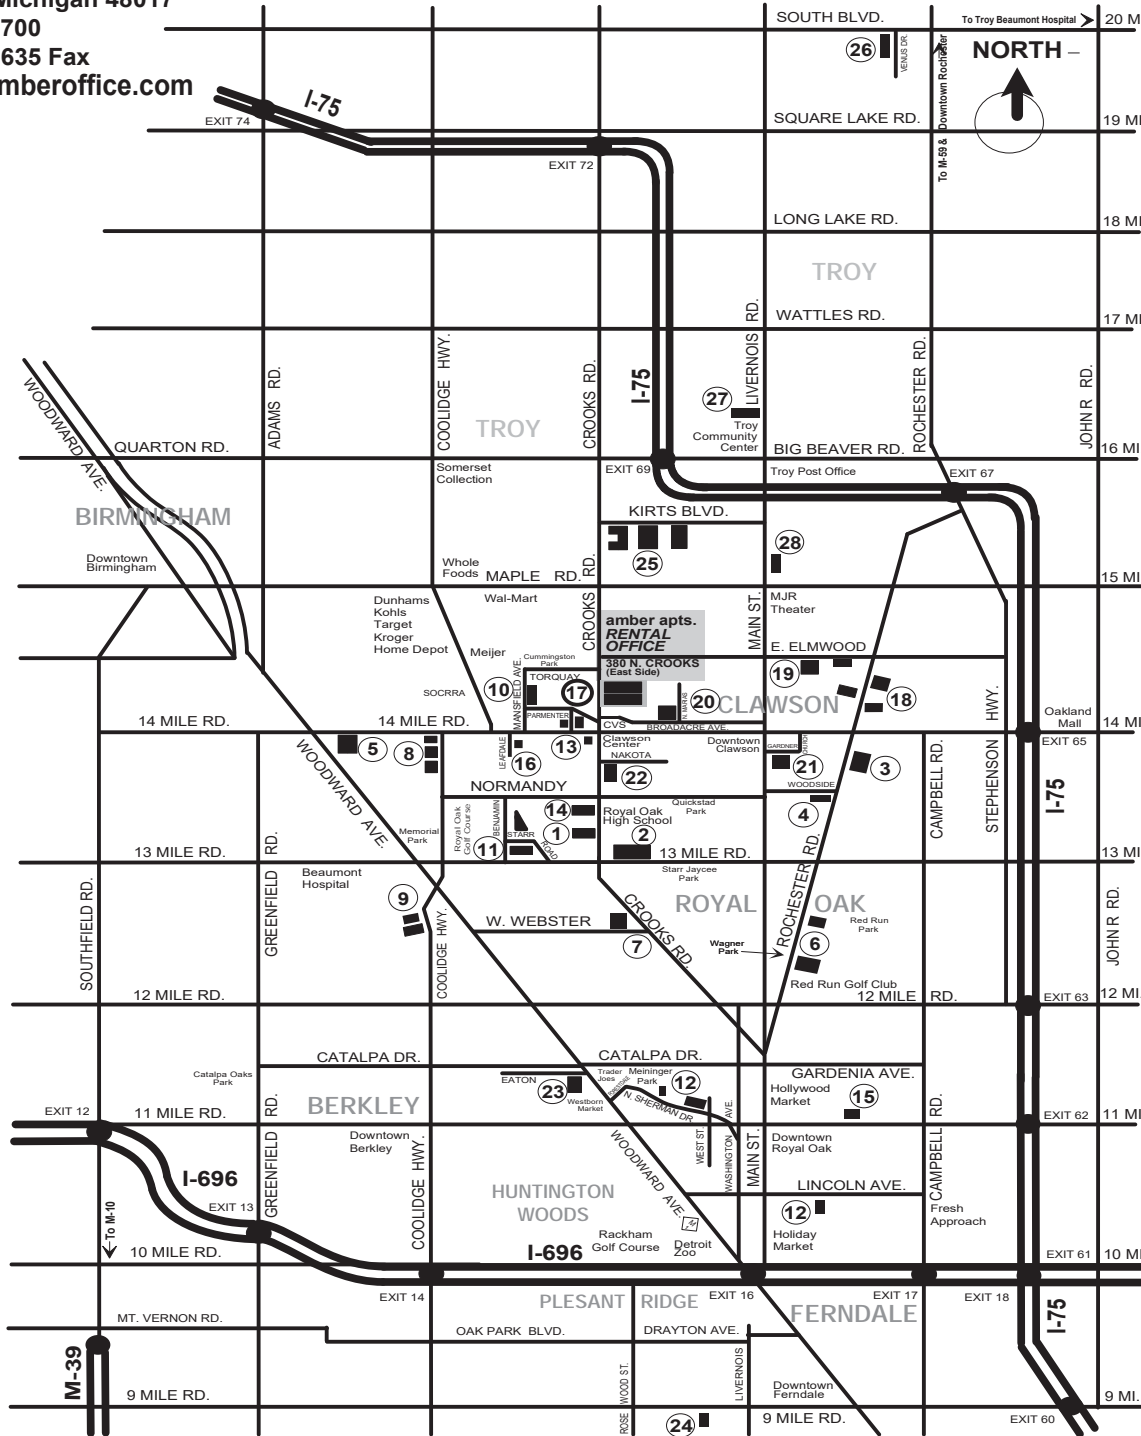 Michigan 48017
700
635 Fax
mberoffice.com
SOUTH BLVD.
To Troy Beaumont Hospital
20 M
26
VENUS DR.
To M-59 & Downtown Rochester
NORTH
I-75
EXIT 74
SQUARE LAKE RD.
19 MI
EXIT 72
LONG LAKE RD.
18 MI
TROY
WATTLES RD.
17 MI
WOODWARD AVE.
ADAMS RD.
COOLIDGE HWY.
CROOKS RD.
I-75
LIVERNOIS RD.
ROCHESTER RD.
JOHN R RD.
27
Troy
Community
Center
TROY
QUARTON RD.
BIG BEAVER RD.
16 MI
Somerset
Collection
EXIT 69
Troy Post Office
EXIT 67
BIRMINGHAM
KIRTS BLVD.
Downtown
Birmingham
25
28
Whole
Foods
MAPLE RD.
RD.
15 MI
Dunhams
Kohls
Target
Kroger
Home Depot
Wal-Mart
CROOKS
MAIN ST.
MJR
Theater
amber apts.
RENTAL
OFFICE
380 N. CROOKS
(East Side)
E. ELMWOOD
Meijer
Cummingston
Park
TORQUAY
SOCRRA
10
MANSFIELD AVE.
17
19
18
20
N. MARAS
CLAWSON
HWY.
PARMENTER
14 MILE RD.
14 MILE RD.
CVS
BROADACRE AVE.
Oakland
Mall
14 MI
EXIT 65
5
8
LEAFDALE
16
13
Clawson
Center
NAKOTA
Downtown
Clawson
GARDNER
CHURCH
21
3
22
WOODSIDE
NORMANDY
WOODWARD AVE.
CAMPBELL RD.
STEPHENSON
I-75
Memorial
Park
Royal Oak
Golf Course
BENJAMIN
14
1
STARR
ROAD
11
Royal Oak
High School
2
Quickstad
Park
4
13 MILE RD.
RD.
13 MILE RD.
13 MI
Beaumont
Hospital
Starr Jaycee
Park
ROCHESTER RD.
SOUTHFIELD RD.
GREENFIELD
9
COOLIDGE HWY.
W. WEBSTER
7
CROOKS RD.
ROYAL OAK
Wagner
Park
6
Red Run
Park
JOHN R RD.
Red Run Golf Club
12 MILE RD.
12 MILE RD.
EXIT 63
12 MI.
CATALPA DR.
CATALPA DR.
GARDENIA AVE.
Catalpa Oaks
Park
EATON
23
Westborn
Market
Trader
Joes
Meininger
Park
12
N. SHERMAN DR.
Hollywood
Market
15
EXIT 12
11 MILE RD.
RD.
BERKLEY
AVE.
RD.
EXIT 62
11 MI
Downtown
Berkley
COOLIDGE HWY.
WOODWARD AVE.
WEST ST.
WASHINGTON
MAIN ST.
Downtown
Royal Oak
CAMPBELL
I-696
GREENFIELD
EXIT 13
HUNTINGTON
WOODS
LINCOLN AVE.
12
Holiday
Market
Fresh
Approach
To M-10
10 MILE RD.
Rackham
Golf Course
Detroit
Zoo
I-696
EXIT 61
10 MI
EXIT 14
PLESANT RIDGE
EXIT 16
EXIT 17
EXIT 18
I-75
MT. VERNON RD.
OAK PARK BLVD.
DRAYTON AVE.
FERNDALE
M-39
ROSE WOOD ST.
LIVERNOIS
Downtown
Ferndale
9 MILE RD.
24
9 MILE RD.
EXIT 60
9 MI.